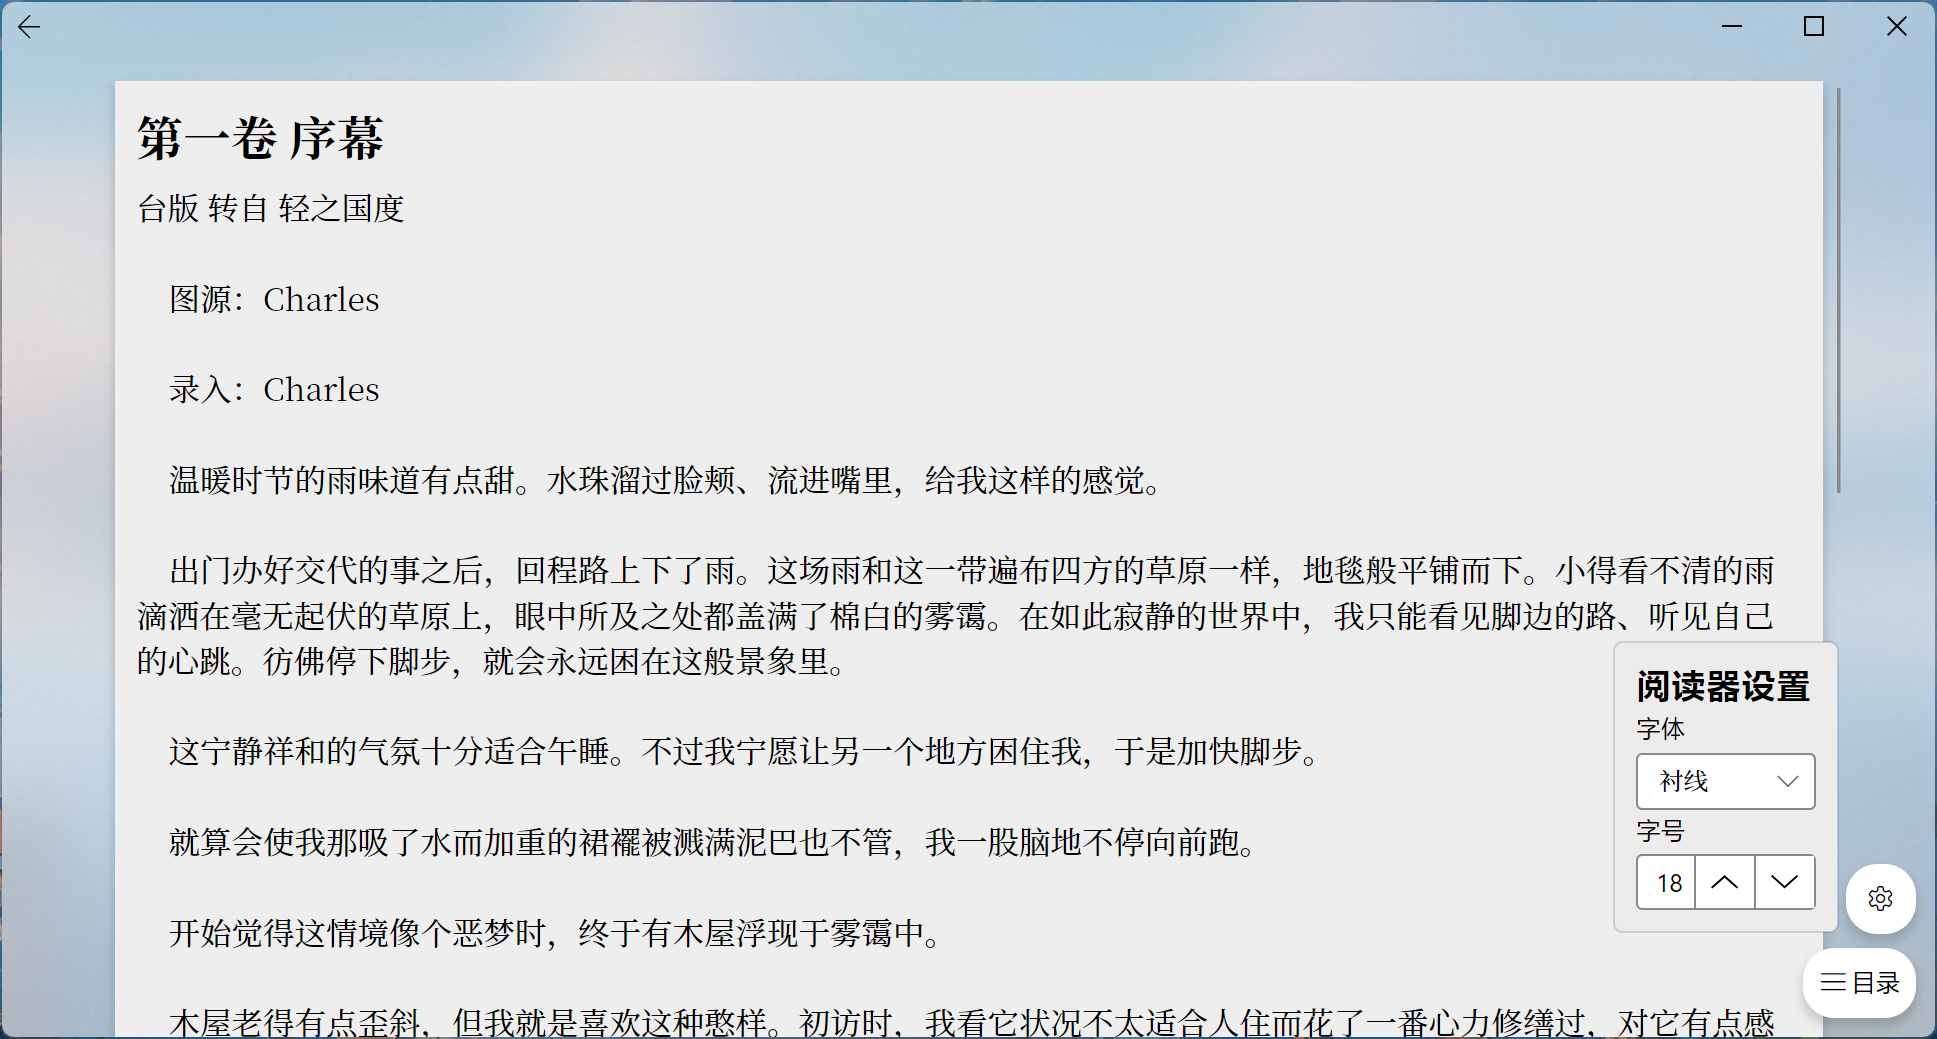 第一卷 序幕
台版 转自 轻之国度
图源：Charles
录入：Charles
温暖时节的雨味道有点甜。水珠溜过脸颊、流进嘴里，给我这样的感觉。
出门办好交代的事之后，回程路上下了雨。这场雨和这一带遍布四方的草原一样，地毯般平铺而下。小得看不清的雨
滴洒在毫无起伏的草原上，眼中所及之处都盖满了棉白的雾霭。在如此寂静的世界中，我只能看见脚边的路、听见自己
的心跳。彷佛停下脚步，就会永远困在这般景象里。
这宁静祥和的气氛十分适合午睡。不过我宁愿让另一个地方困住我，于是加快脚步。
就算会使我那吸了水而加重的裙襬被溅满泥巴也不管，我一股脑地不停向前跑。
开始觉得这情境像个恶梦时，终于有木屋浮现于雾霭中。
木屋老得有点歪斜，但我就是喜欢这种憨样。初访时，我看它状况不太适合人住而花了一番心力修缮过，对它有点感
阅读器设置
字体
衬线
字号
18
目录